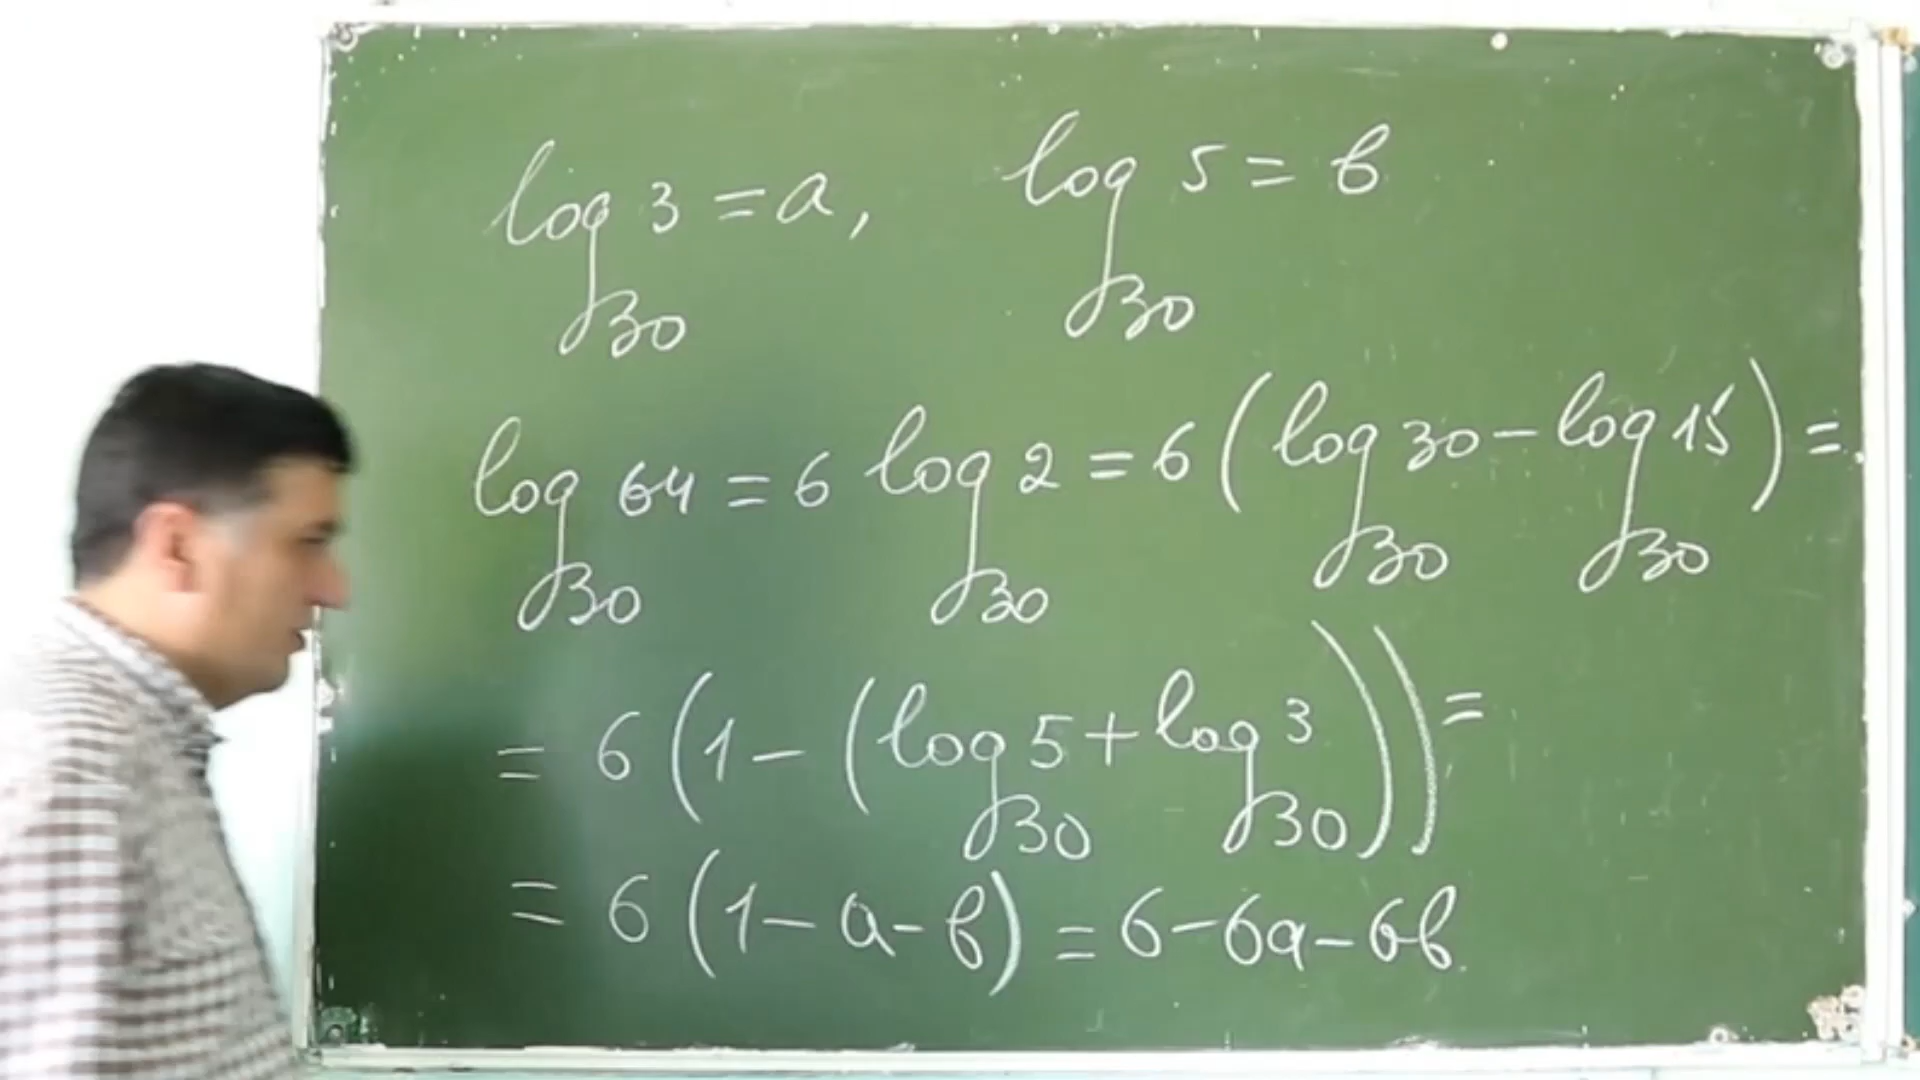 log₃₀ 3 = a, log₃₀ 5 = b
log₃₀ 64 = 6 log₃₀ 2 = 6 (log₃₀ 30 - log₃₀ 15) =
= 6 (1 - (log₃₀ 5 + log₃₀ 3)) =
= 6 (1 - a - b) = 6 - 6a - 6b